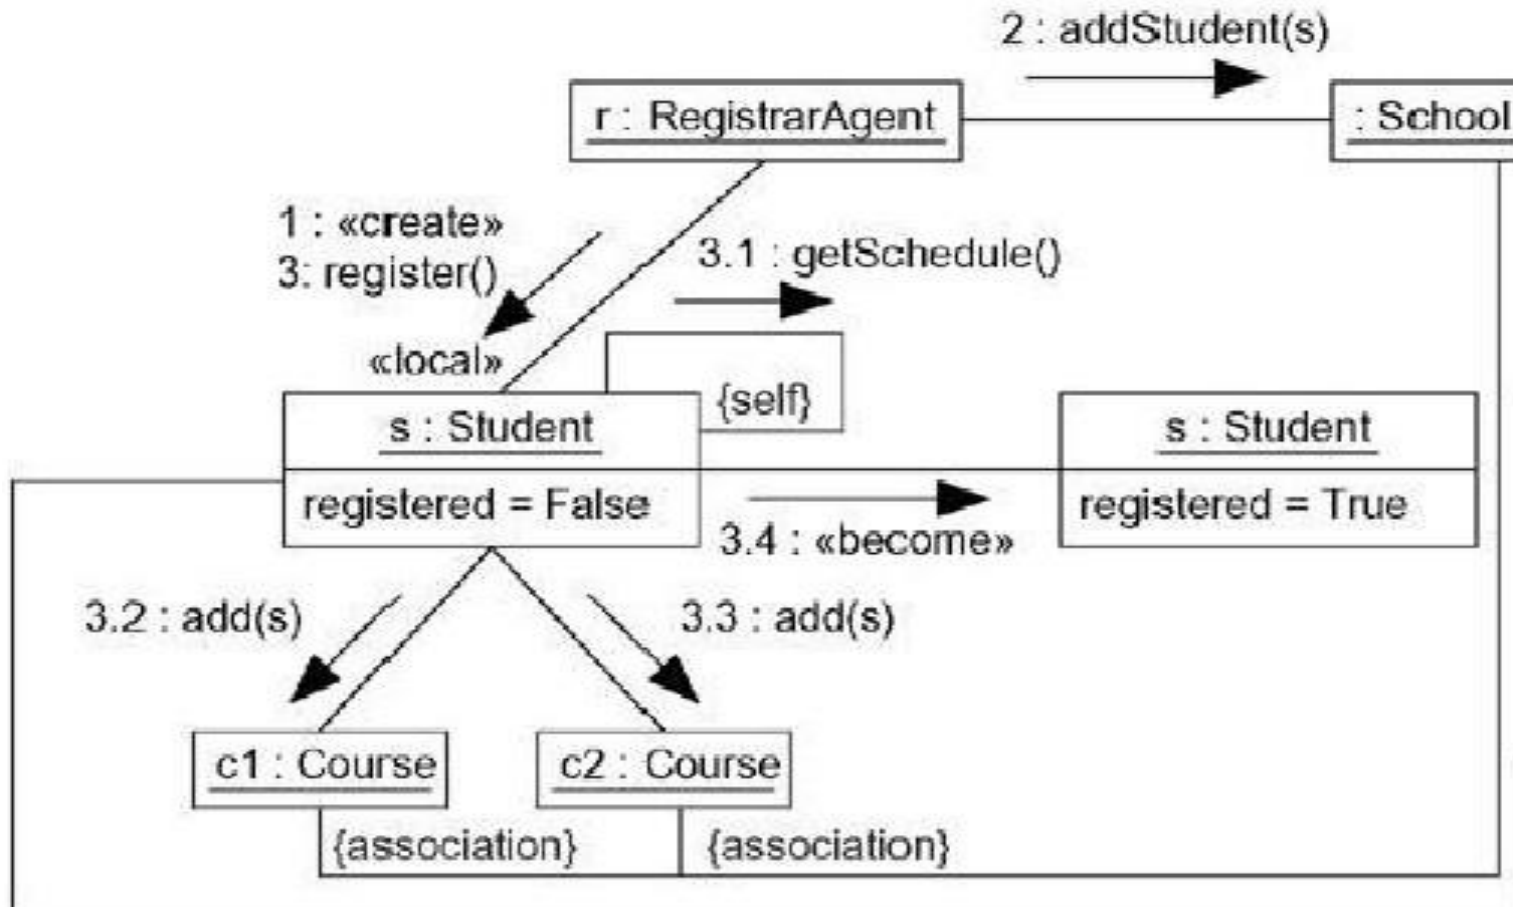 2 : addStudent(s)
r : RegistrarAgent
: School
1 : «create»
3: register()
3.1 : getSchedule()
«local»
{self}
s : Student
registered = False
s : Student
registered = True
3.4 : «become»
3.2 : add(s)
3.3 : add(s)
c1 : Course
c2 : Course
{association}
{association}